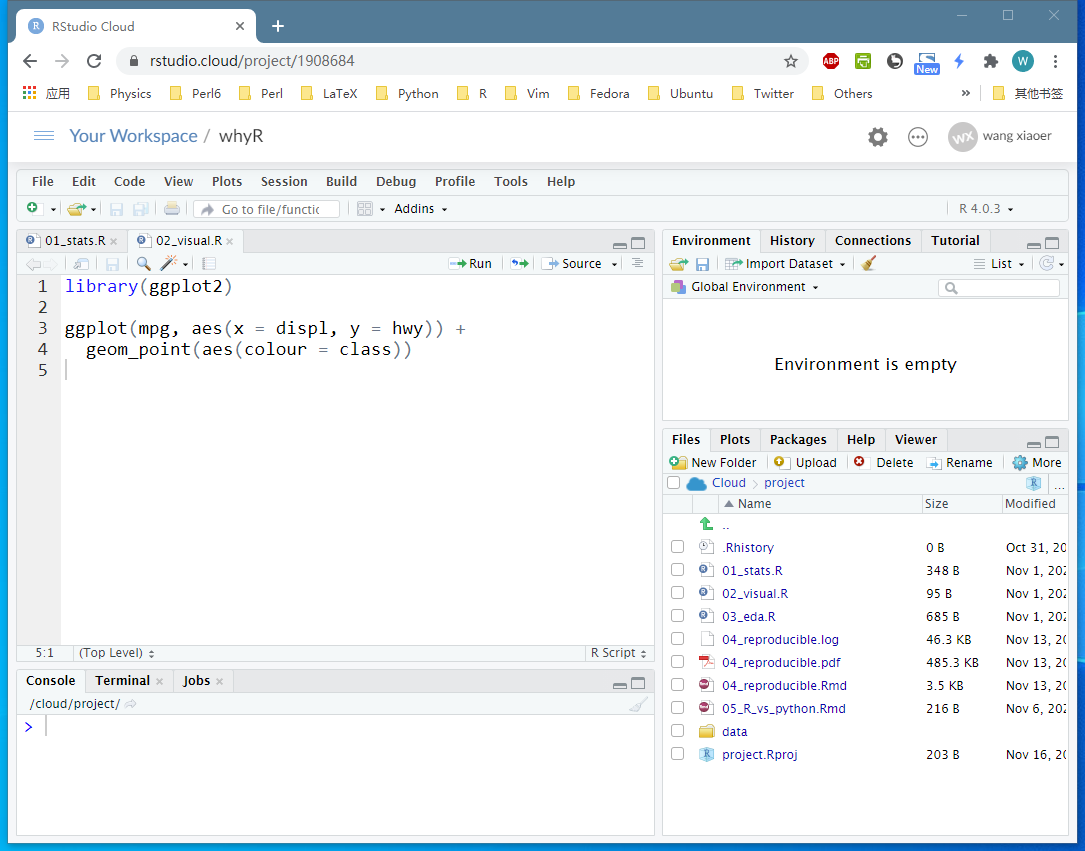 RStudio Cloud
rstudio.cloud/project/1908684
ABP
New
W
应用 Physics Perl6 Perl LaTeX Python R Vim Fedora Ubuntu Twitter Others » 其他书签
Your Workspace / whyR
WX wang xiaoer
File Edit Code View Plots Session Build Debug Profile Tools Help
Go to file/functic Addins R 4.0.3
01_stats.R 02_visual.R
Run Source
1 library(ggplot2)
2
3 ggplot(mpg, aes(x = displ, y = hwy)) +
4 geom_point(aes(colour = class))
5
5:1 (Top Level) R Script
Console Terminal Jobs
/cloud/project/
>
Environment History Connections Tutorial
Import Dataset List
Global Environment
Environment is empty
Files Plots Packages Help Viewer
New Folder Upload Delete Rename More
Cloud project ...
Name Size Modified
..
.Rhistory 0 B Oct 31, 20
01_stats.R 348 B Nov 1, 202
02_visual.R 95 B Nov 1, 202
03_eda.R 685 B Nov 1, 202
04_reproducible.log 46.3 KB Nov 13, 20
04_reproducible.pdf 485.3 KB Nov 13, 20
04_reproducible.Rmd 3.5 KB Nov 13, 20
05_R_vs_python.Rmd 216 B Nov 6, 202
data
project.Rproj 203 B Nov 16, 20